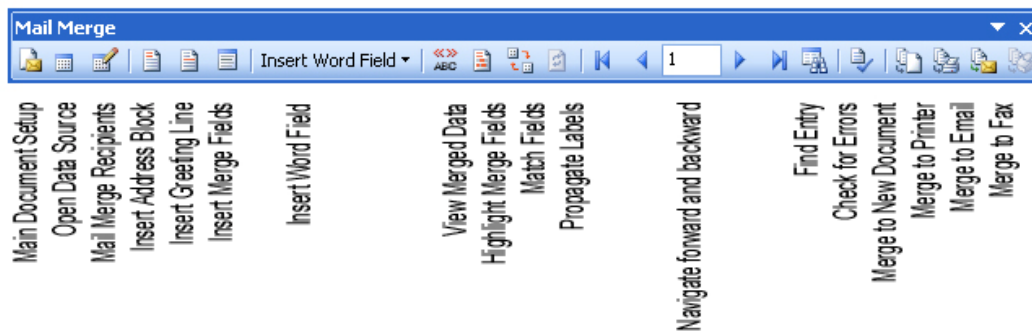 Mail Merge
Insert Word Field
«»
ABC
1
Main Document Setup
Open Data Source
Mail Merge Recipients
Insert Address Block
Insert Greeting Line
Insert Merge Fields
Insert Word Field
View Merged Data
Highlight Merge Fields
Match Fields
Propagate Labels
Navigate forward and backward
Find Entry
Check for Errors
Merge to New Document
Merge to Printer
Merge to Email
Merge to Fax